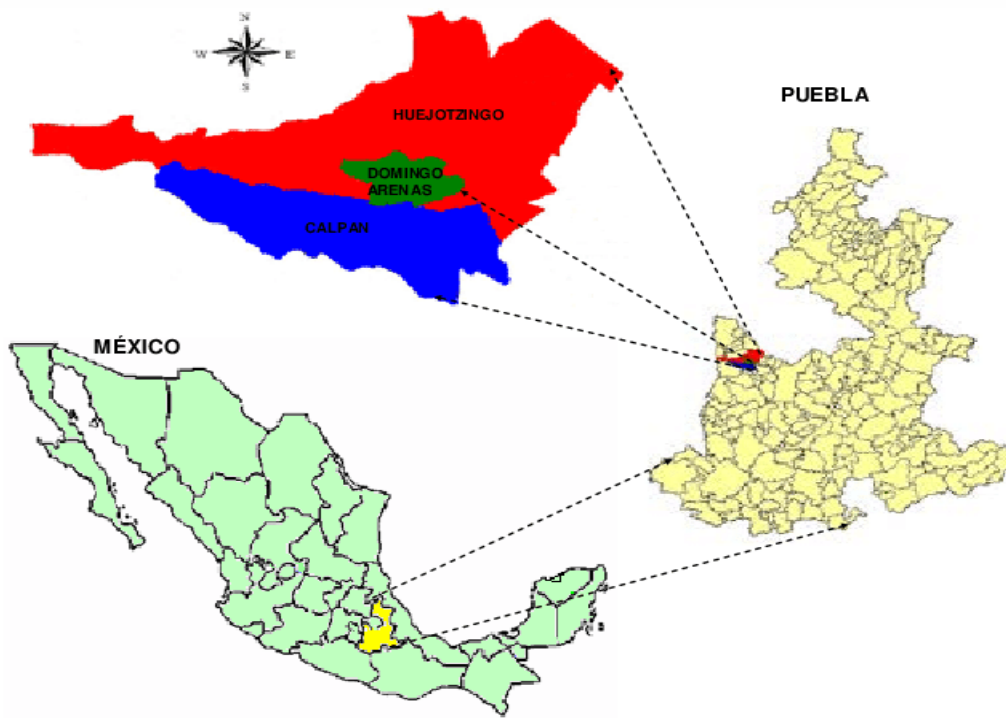 N
W E
S
HUEJOTZINGO
DOMINGO
ARENAS
CALPAN
PUEBLA
MÉXICO